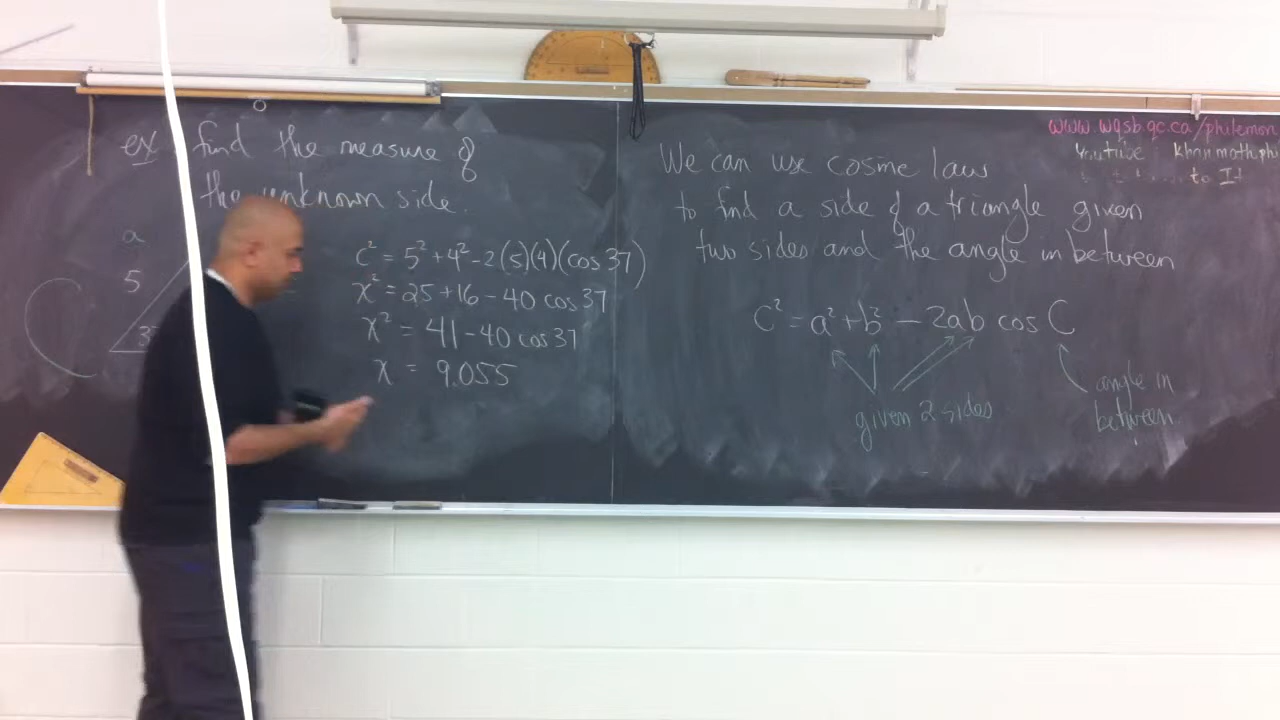 ex find the measure of
the unknown side.
a
5
37
c² = 5² + 4² - 2(5)(4)(cos 37)
x² = 25 + 16 - 40 cos 37
x² = 41 - 40 cos 37
x = 9.055
www.wqsb.qc.ca/philemon
Youtube khanmathphi
to It
We can use cosine law
to find a side of a triangle given
two sides and the angle in between
c² = a² + b² - 2ab cos C
given 2 sides
angle in
between